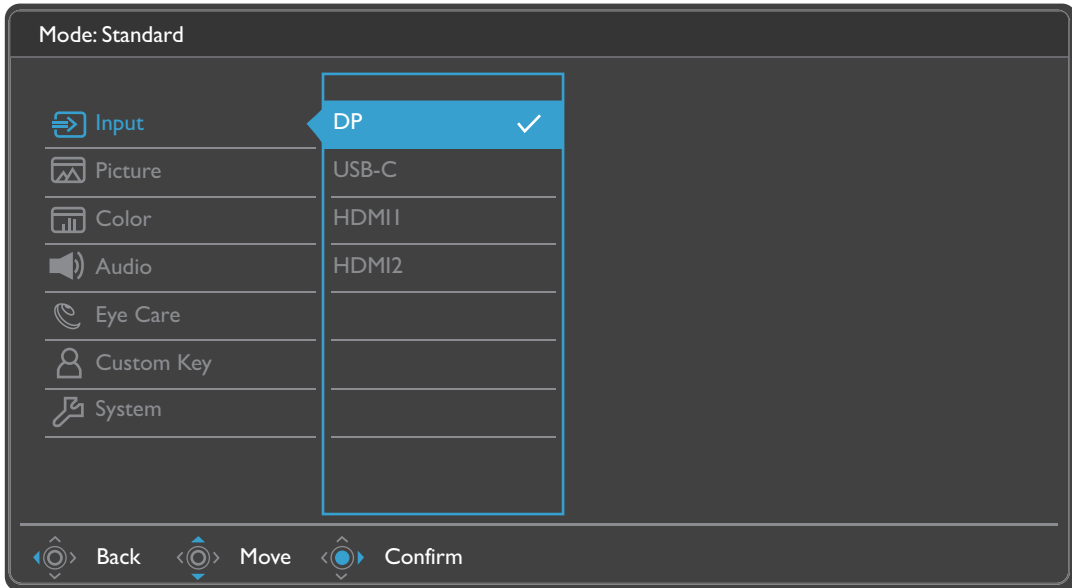 Mode: Standard
Input
DP
Picture
USB-C
Color
HDMI1
Audio
HDMI2
Eye Care
Custom Key
System
Back Move Confirm